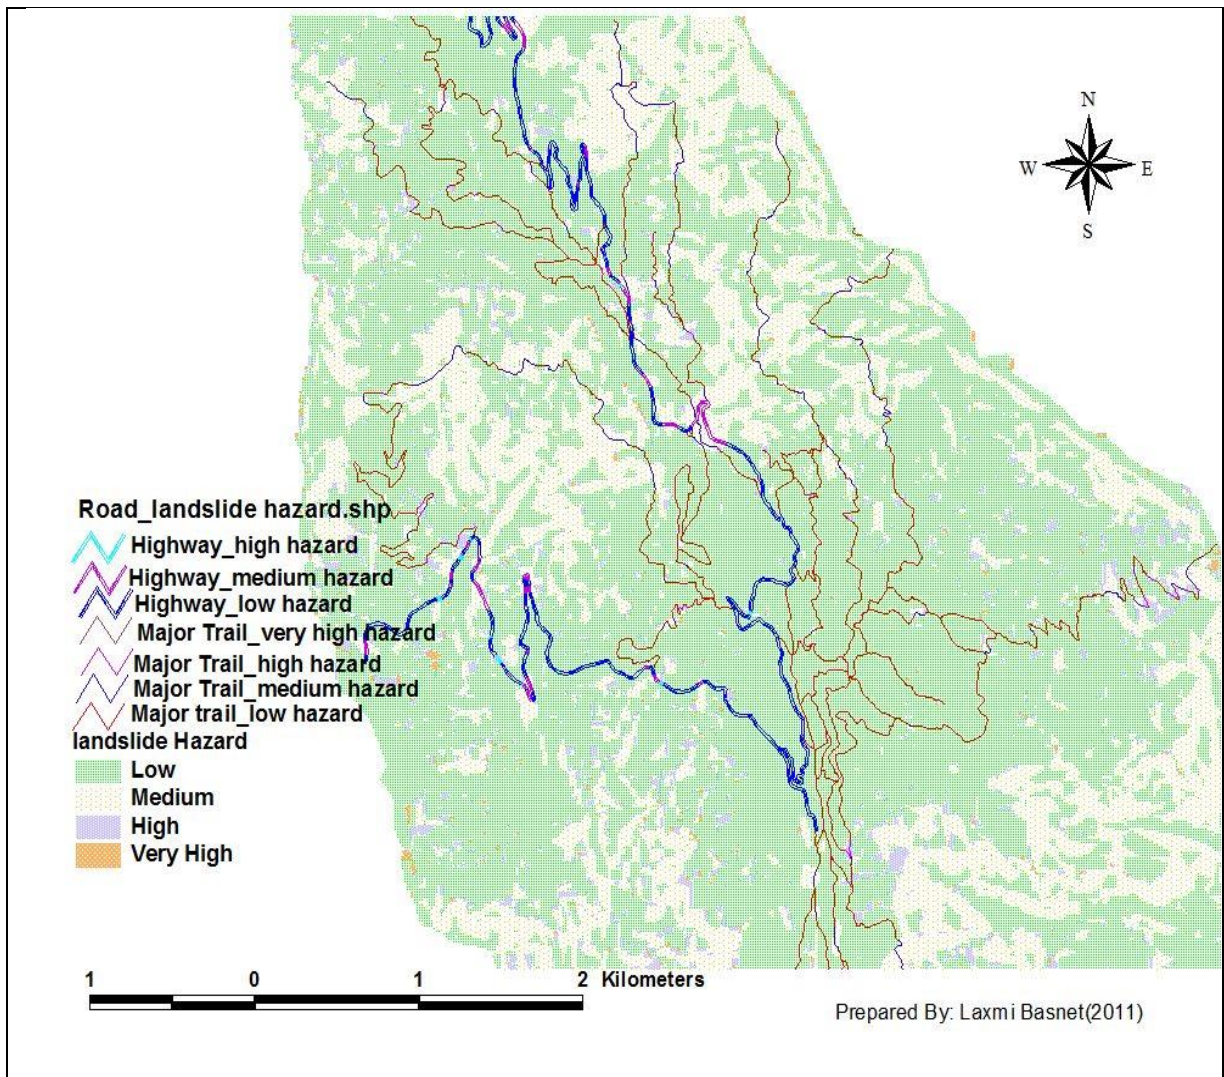 N
W E
S
Road_landslide hazard.shp
Highway_high hazard
Highway_medium hazard
Highway_low hazard
Major Trail_very high hazard
Major Trail_high hazard
Major Trail_medium hazard
Major trail_low hazard
landslide Hazard
Low
Medium
High
Very High
1 0 1 2 Kilometers
Prepared By: Laxmi Basnet(2011)